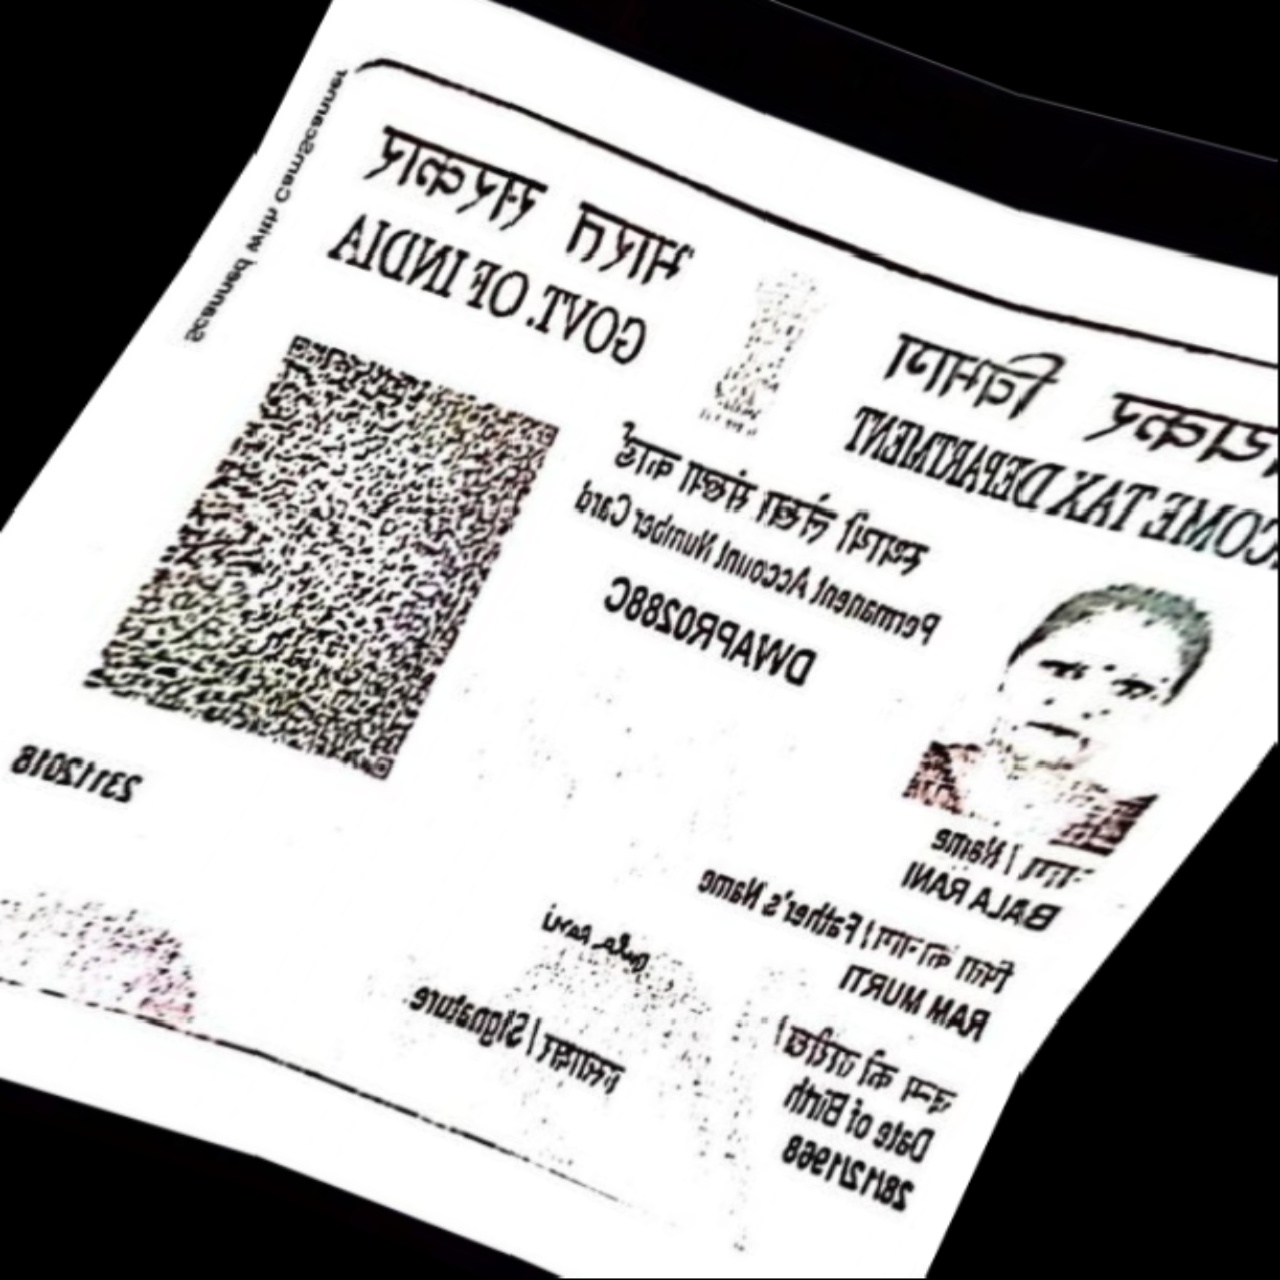 आयकर विभाग
COME TAX DEPARTMENT
भारत सरकार
GOVT. OF INDIA
स्थायी लेखा संख्या कार्ड
Permanent Account Number Card
DWAPR0288C
नाम / Name
BALA RANI
पिता का नाम / Father's Name
RAM MURTI
जन्म की तारीख /
Date of Birth
28/12/1968
हस्ताक्षर / Signature
23112018
Scanned with CamScanner